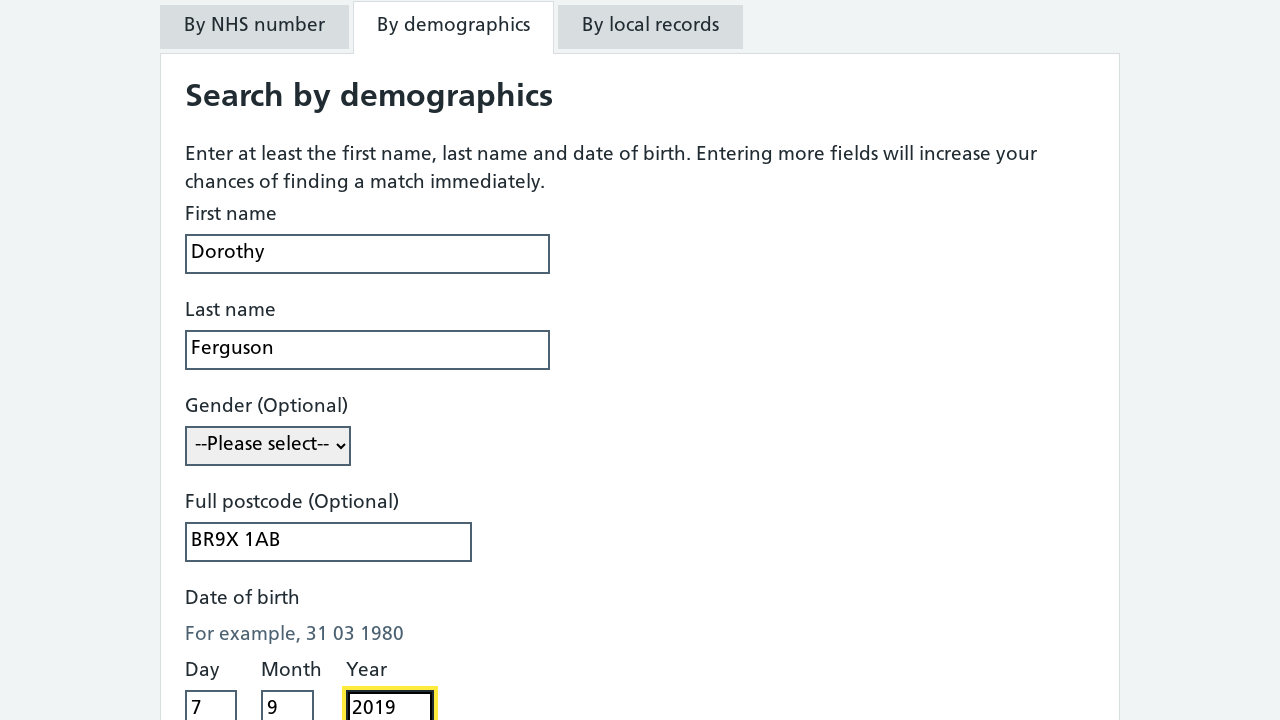 By NHS number By demographics By local records
Search by demographics
Enter at least the first name, last name and date of birth. Entering more fields will increase your
chances of finding a match immediately.
First name
Dorothy
Last name
Ferguson
Gender (Optional)
--Please select--
Full postcode (Optional)
BR9X 1AB
Date of birth
For example, 31 03 1980
Day Month Year
7 9 2019